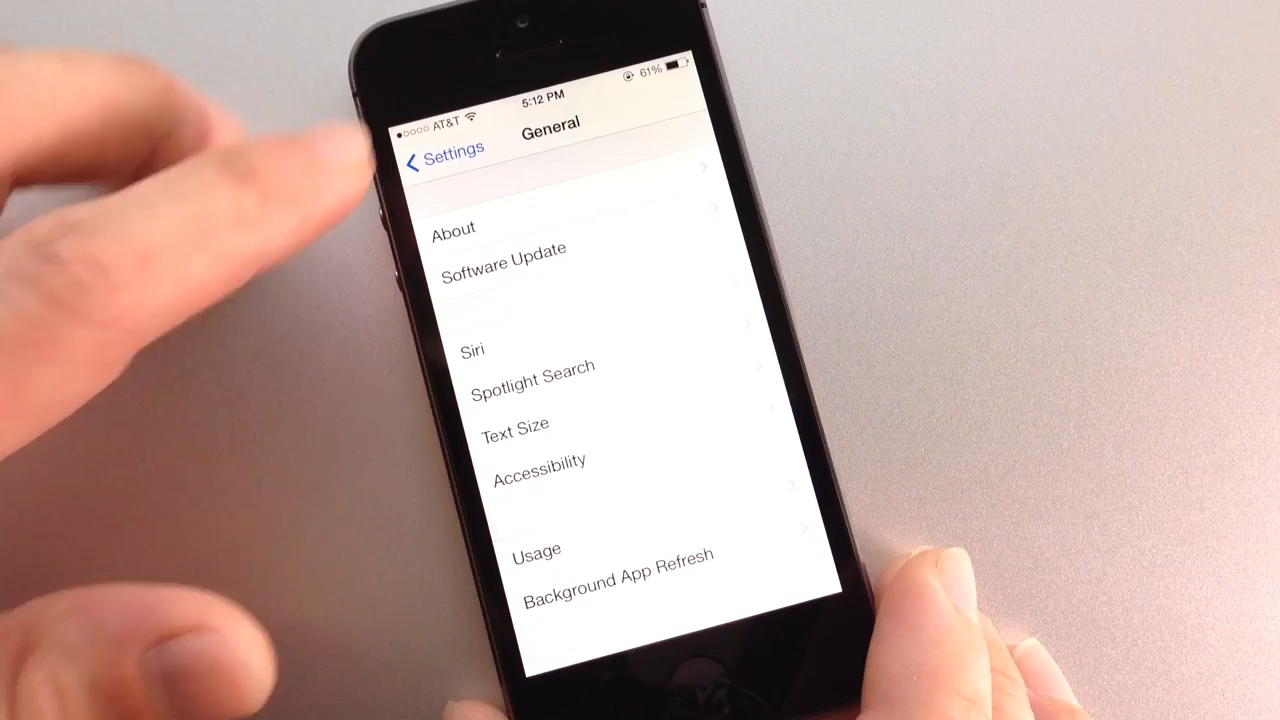 AT&T 5:12 PM 61%
Settings General
About
Software Update
Siri
Spotlight Search
Text Size
Accessibility
Usage
Background App Refresh